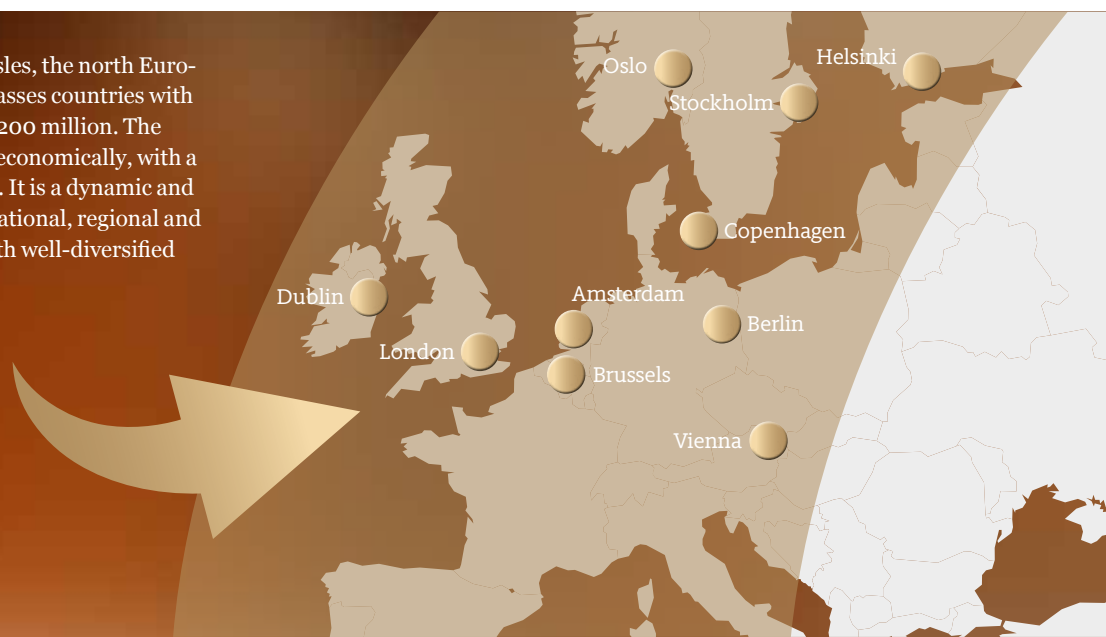 sles, the north Euro-
asses countries with
200 million. The
economically, with a
. It is a dynamic and
ational, regional and
th well-diversified
Oslo
Helsinki
Stockholm
Copenhagen
Dublin
Amsterdam
London
Berlin
Brussels
Vienna